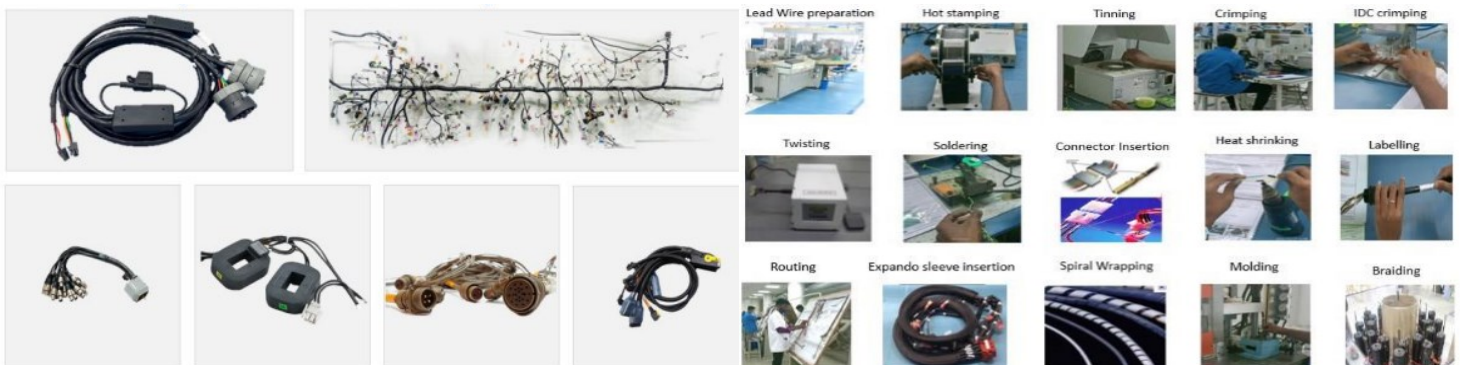 Lead Wire preparation
Hot stamping
Tinning
Crimping
IDC crimping
Twisting
Soldering
Connector Insertion
Heat shrinking
Labelling
Routing
Expando sleeve insertion
Spiral Wrapping
Molding
Braiding